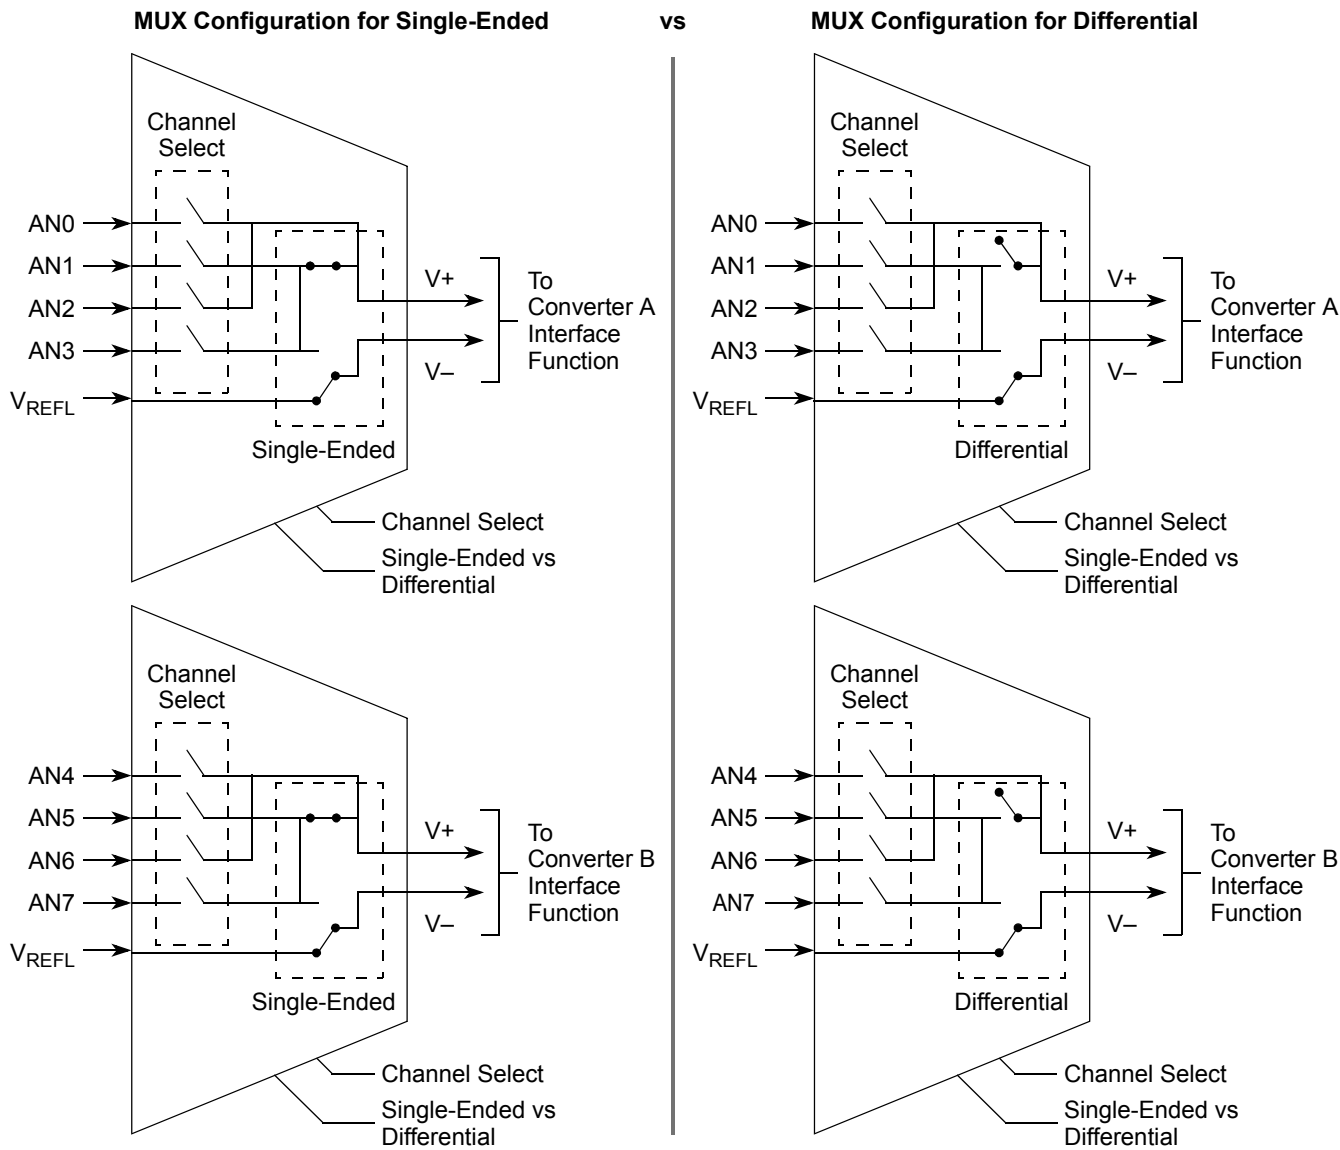 MUX Configuration for Single-Ended vs MUX Configuration for Differential
Channel
Select
AN0
AN1
AN2
AN3
VREFL
V+
V–
To
Converter A
Interface
Function
Single-Ended
Channel Select
Single-Ended vs
Differential
Channel
Select
AN0
AN1
AN2
AN3
VREFL
V+
V–
To
Converter A
Interface
Function
Differential
Channel Select
Single-Ended vs
Differential
Channel
Select
AN4
AN5
AN6
AN7
VREFL
V+
V–
To
Converter B
Interface
Function
Single-Ended
Channel Select
Single-Ended vs
Differential
Channel
Select
AN4
AN5
AN6
AN7
VREFL
V+
V–
To
Converter B
Interface
Function
Differential
Channel Select
Single-Ended vs
Differential